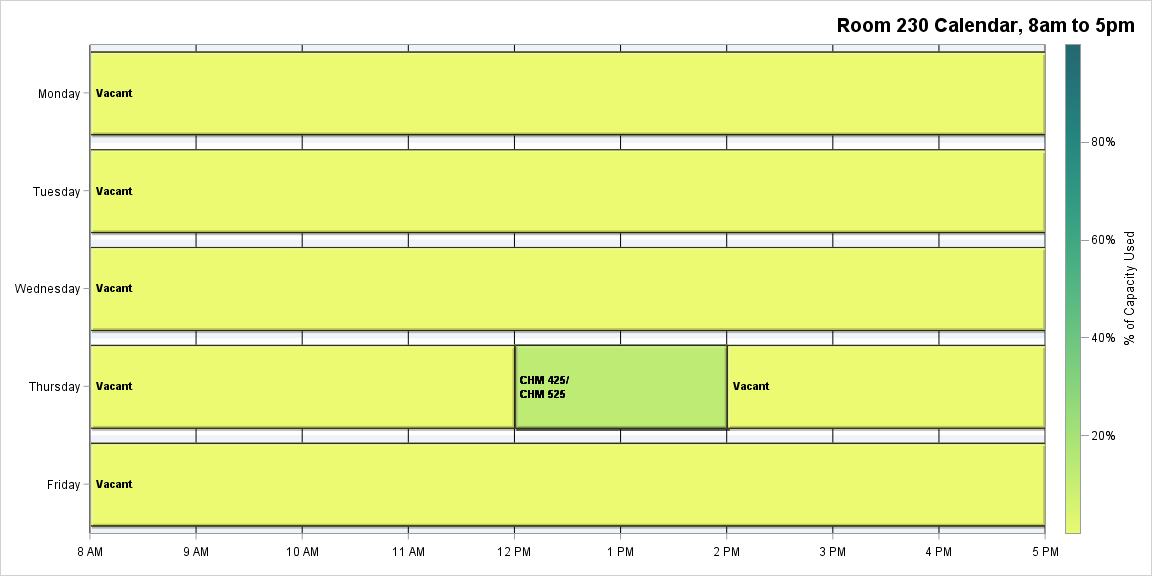 Room 230 Calendar, 8am to 5pm
Monday
Vacant
Tuesday
Vacant
Wednesday
Vacant
Thursday
Vacant
CHM 425/
CHM 525
Vacant
Friday
Vacant
8 AM
9 AM
10 AM
11 AM
12 PM
1 PM
2 PM
3 PM
4 PM
5 PM
80%
60%
40%
20%
% of Capacity Used